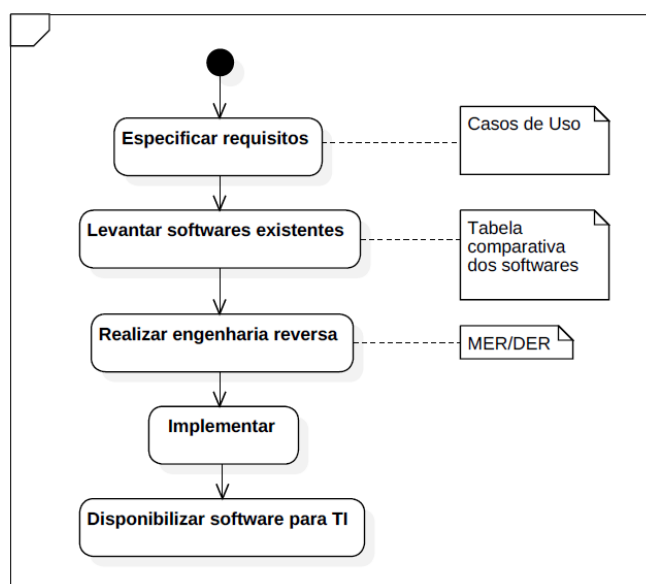 Especificar requisitos
Casos de Uso
Levantar softwares existentes
Tabela
comparativa
dos softwares
Realizar engenharia reversa
MER/DER
Implementar
Disponibilizar software para TI